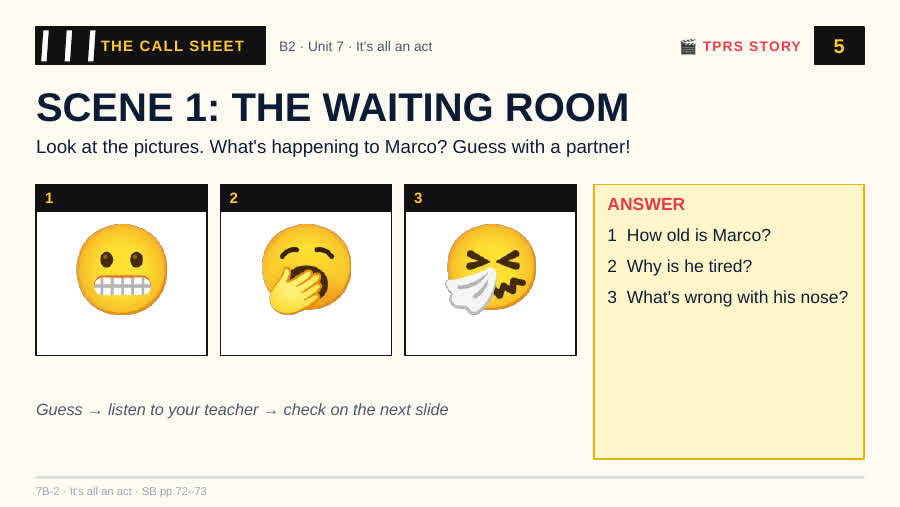 THE CALL SHEET
B2 · Unit 7 · It's all an act
🎬 TPRS STORY
5
SCENE 1: THE WAITING ROOM
Look at the pictures. What's happening to Marco? Guess with a partner!
1
2
3
ANSWER
1 How old is Marco?
2 Why is he tired?
3 What's wrong with his nose?
Guess → listen to your teacher → check on the next slide
7B-2 · It's all an act · SB pp.72–73